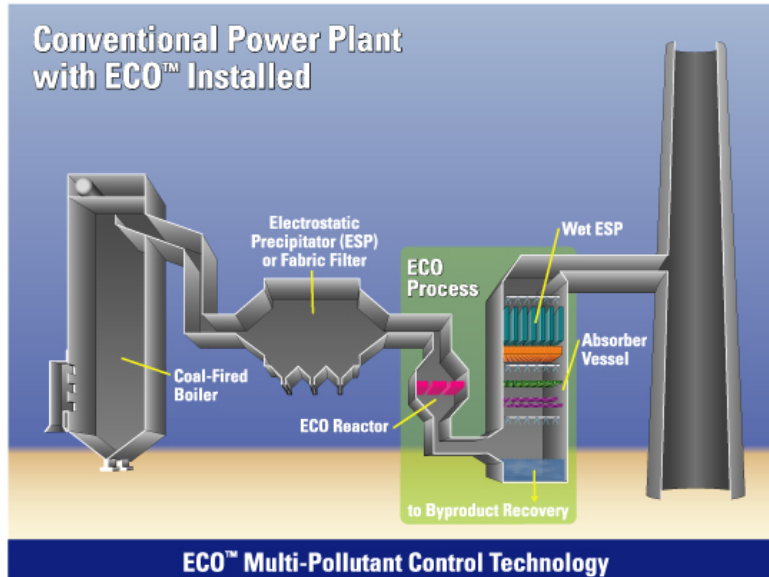 Conventional Power Plant
with ECO™ Installed
Electrostatic
Precipitator (ESP)
or Fabric Filter
Wet ESP
ECO
Process
Absorber
Vessel
Coal-Fired
Boiler
ECO Reactor
to Byproduct Recovery
ECO™ Multi-Pollutant Control Technology